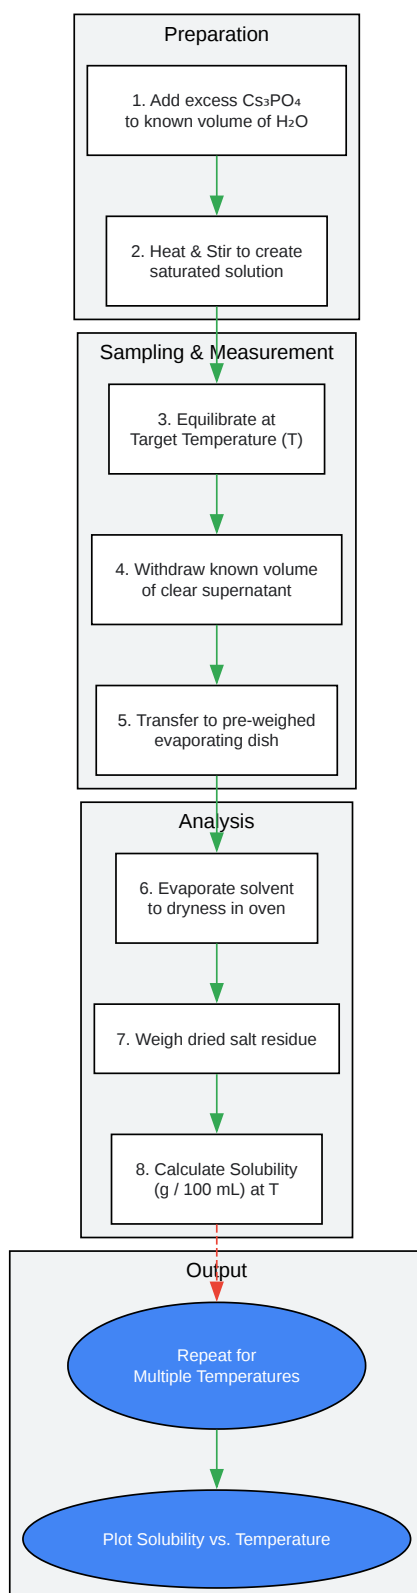 Preparation
1. Add excess Cs₃PO₄
to known volume of H₂O
2. Heat & Stir to create
saturated solution
Sampling & Measurement
3. Equilibrate at
Target Temperature (T)
4. Withdraw known volume
of clear supernatant
5. Transfer to pre-weighed
evaporating dish
Analysis
6. Evaporate solvent
to dryness in oven
7. Weigh dried salt residue
8. Calculate Solubility
(g / 100 mL) at T
Output
Repeat for
Multiple Temperatures
Plot Solubility vs. Temperature